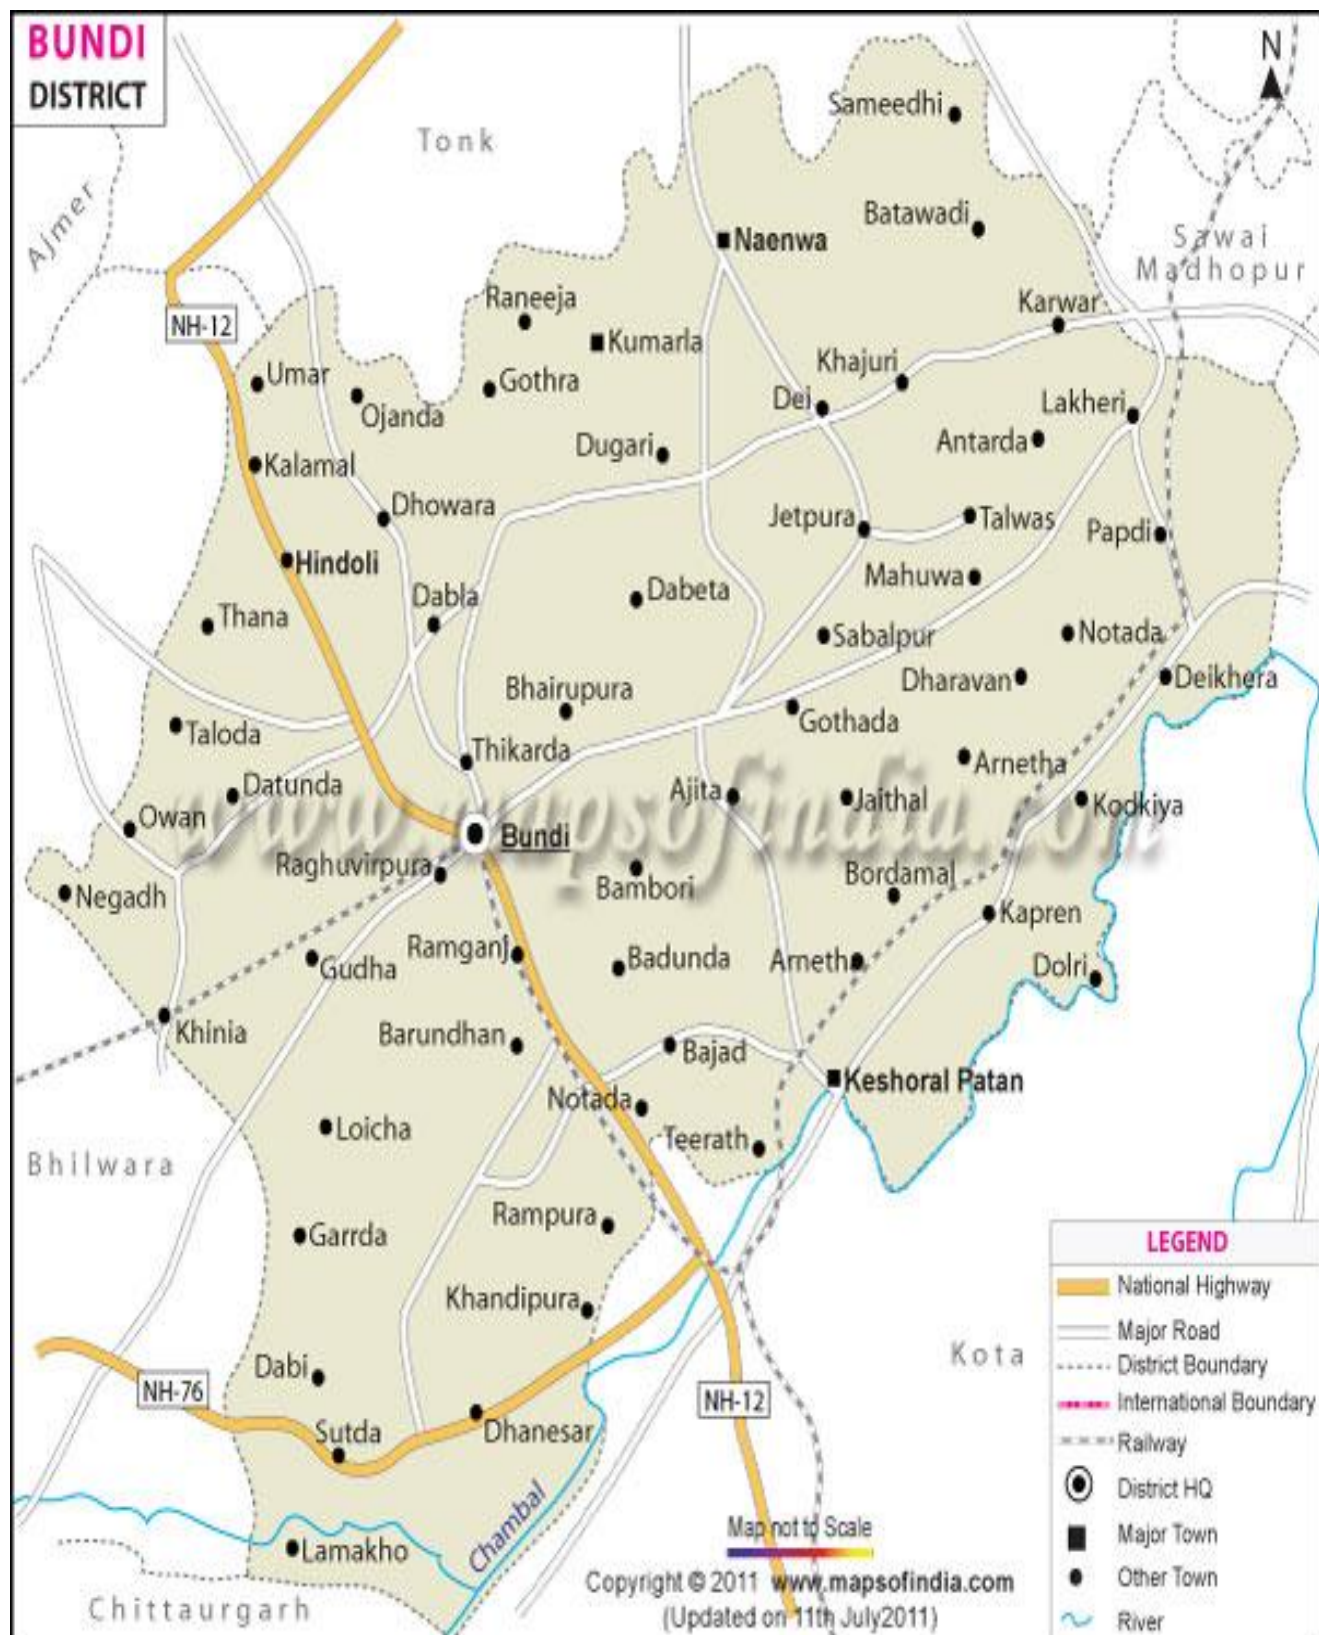 BUNDI
DISTRICT
N
Tonk
Ajmer
Sameedhi
Batawadi
Sawai
Madhopur
Naenwa
NH-12
Raneeja
Kumarla
Karwar
Khajuri
Umar
Ojanda
Gothra
Dei
Lakheri
Dugari
Antarda
Kalamal
Dhowara
Jetpura
Talwas
Papdi
Hindoli
Mahuwa
Dabla
Dabeta
Thana
Sabalpur
Notada
Dharavan
Deikhera
Bhairupura
Gothada
Taloda
Thikarda
Arnetha
Datunda
Ajita
Jaithal
Kodkiya
www.mapsofindia.com
Owan
Bundi
Raghuvirpura
Bambori
Bordamal
Negadh
Kapren
Ramganj
Gudha
Badunda
Arnetha
Dolri
Khinia
Barundhan
Bajad
Keshoral Patan
Notada
Loicha
Teerath
Bhilwara
Rampura
Garrda
Khandipura
Kota
Dabi
NH-76
NH-12
Sutda
Dhanesar
Chambal
Lamakho
Chittaurgarh
LEGEND
National Highway
Major Road
District Boundary
International Boundary
Railway
District HQ
Major Town
Other Town
River
Map not to Scale
Copyright © 2011 www.mapsofindia.com
(Updated on 11th July2011)